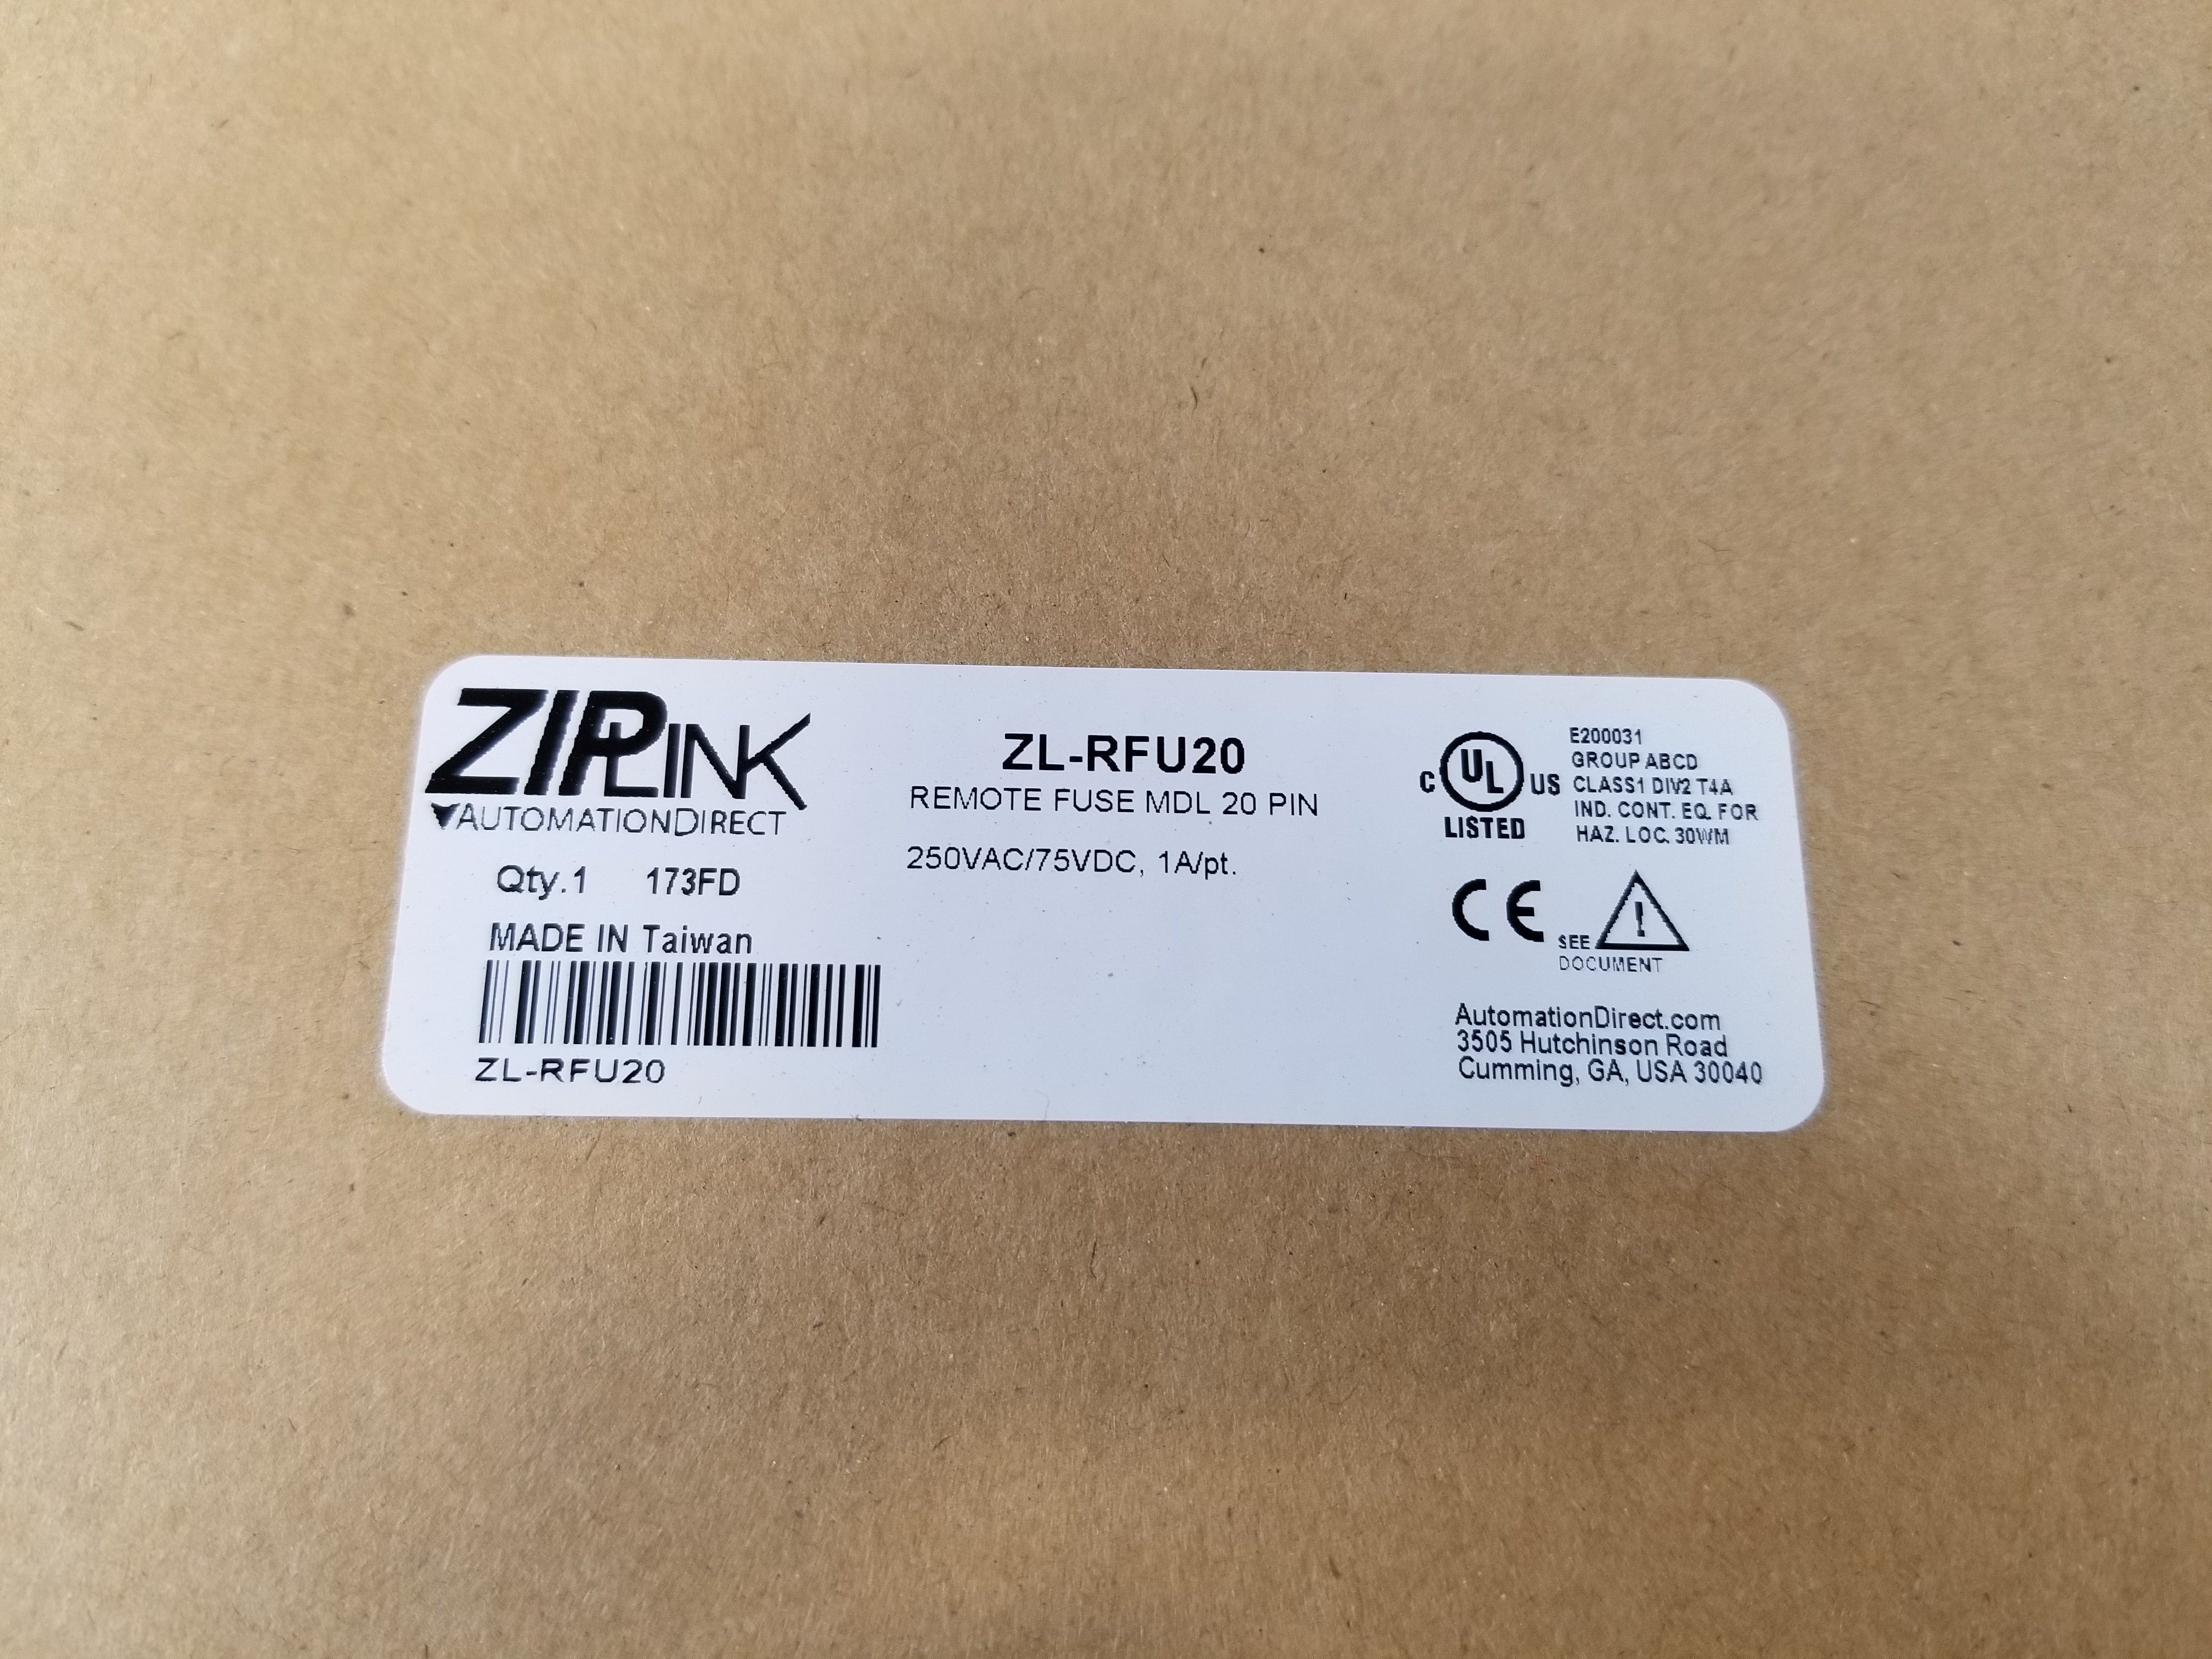 ZIPLINK
AUTOMATIONDIRECT
Qty.1 173FD
MADE IN Taiwan
ZL-RFU20
ZL-RFU20
REMOTE FUSE MDL 20 PIN
250VAC/75VDC, 1A/pt.
C UL US
LISTED
E200031
GROUP ABCD
CLASS1 DIV2 T4A
IND. CONT. EQ. FOR
HAZ. LOC. 30WM
CE
SEE
DOCUMENT
AutomationDirect.com
3505 Hutchinson Road
Cumming, GA, USA 30040